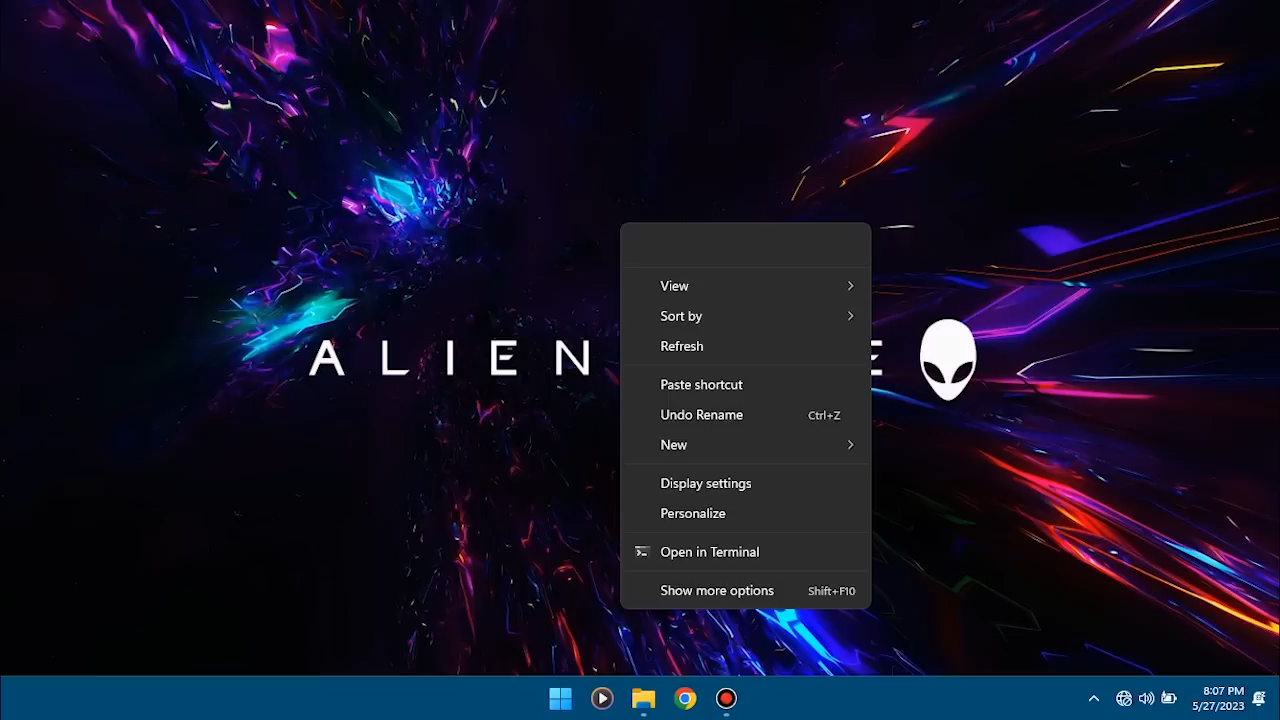 View
Sort by
Refresh
ALIEN E
Paste shortcut
Undo Rename Ctrl+Z
New
Display settings
Personalize
Open in Terminal
Show more options Shift+F10
8:07 PM
5/27/2023